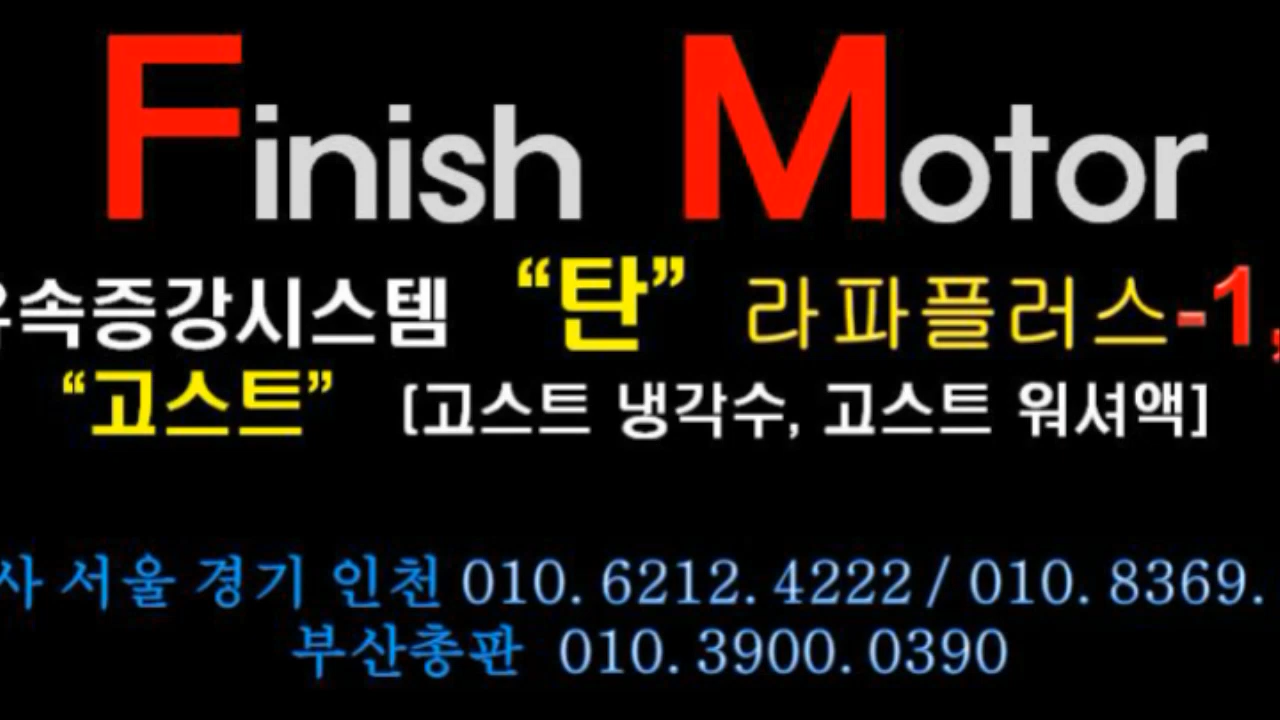 Finish Motor
유속증강시스템 “탄” 라파플러스-1,
“고스트” [고스트 냉각수, 고스트 워셔액]
사 서울 경기 인천 010. 6212. 4222 / 010. 8369.
부산총판 010. 3900. 0390